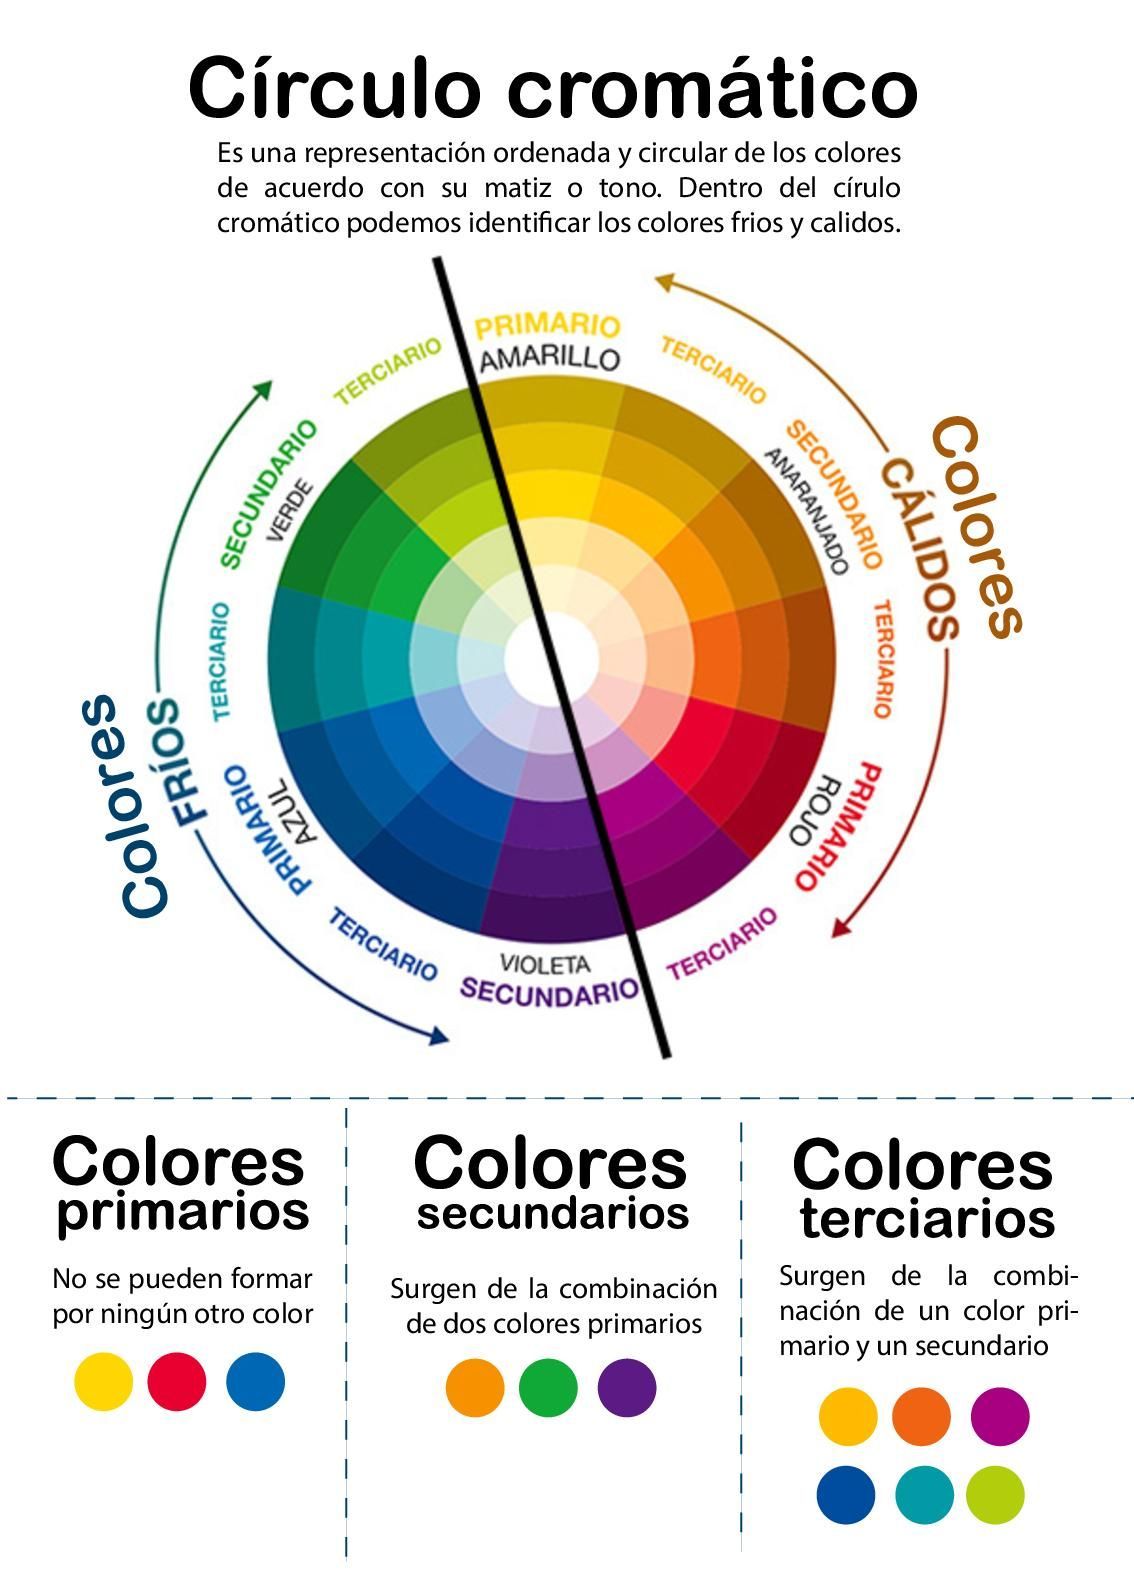 Círculo cromático
Es una representación ordenada y circular de los colores
de acuerdo con su matiz o tono. Dentro del círulo
cromático podemos identificar los colores frios y calidos.
PRIMARIO
AMARILLO
TERCIARIO
SECUNDARIO
ANARANJADO
TERCIARIO
PRIMARIO
ROJO
TERCIARIO
VIOLETA
SECUNDARIO
TERCIARIO
PRIMARIO
AZUL
TERCIARIO
SECUNDARIO
VERDE
TERCIARIO
Colores
CÁLIDOS
Colores
FRÍOS
Colores
primarios
No se pueden formar
por ningún otro color
Colores
secundarios
Surgen de la combinación
de dos colores primarios
Colores
terciarios
Surgen de la combi-
nación de un color pri-
mario y un secundario